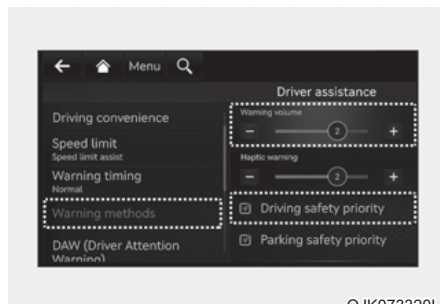 Menu
Driver assistance
Driving convenience
Speed limit
Speed limit assist
Warning timing
Normal
Warning methods
DAW (Driver Attention
Warning)
Warning volume
− 2 +
Haptic warning
− 2 +
Driving safety priority
Parking safety priority